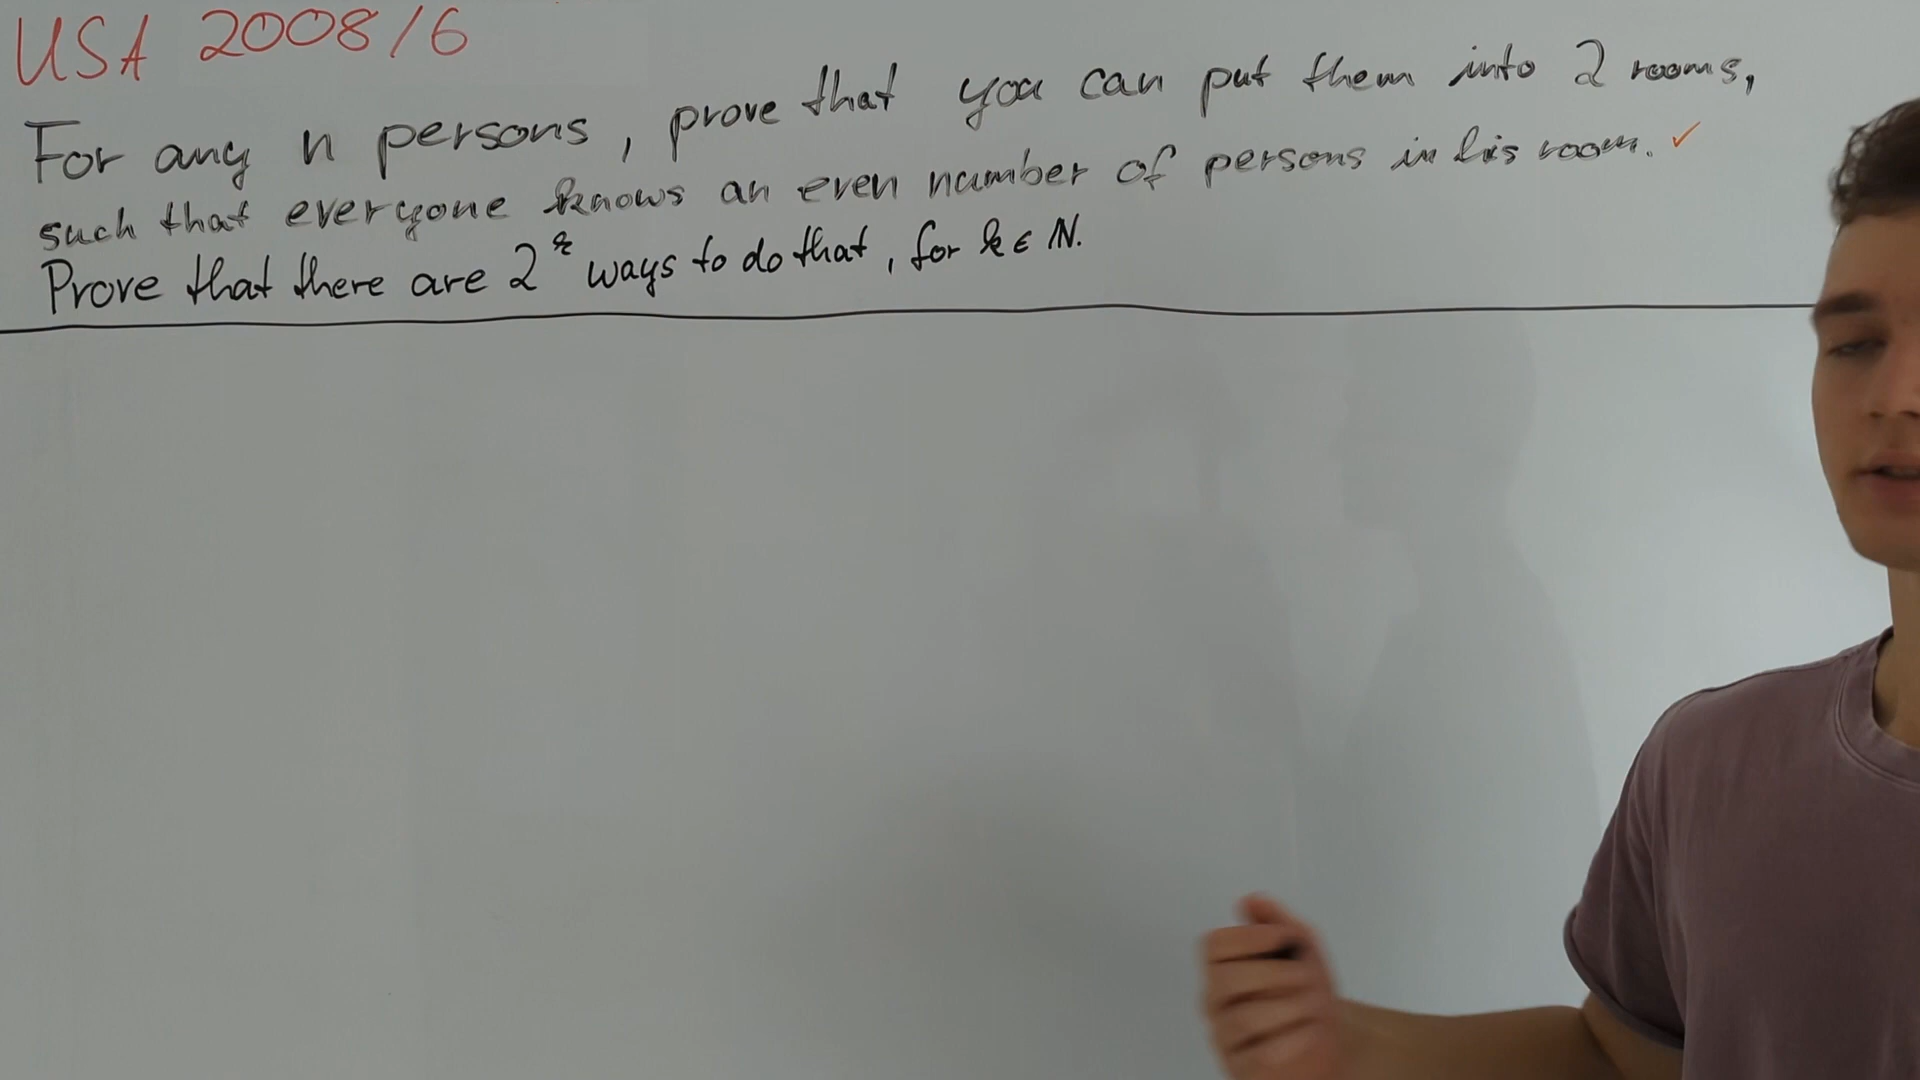 USA 2008/6
For any n persons, prove that you can put them into 2 rooms,
such that everyone knows an even number of persons in his room. ✓
Prove that there are 2^k ways to do that, for k ∈ ℕ.